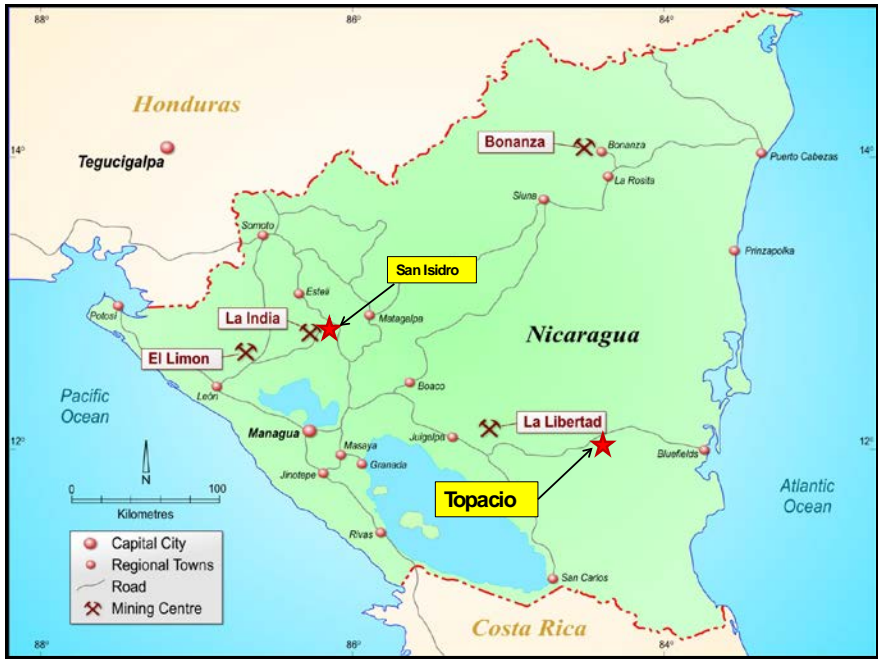 88°
86°
84°
Honduras
Tegucigalpa
14°
14°
Bonanza
Bonanza
Puerto Cabezas
La Rosita
Siuna
Somoto
Prinzapolka
San Isidro
Esteli
Potosi
La India
Matagalpa
Nicaragua
El Limon
Pacific
Ocean
León
Boaco
La Libertad
12°
12°
Managua
Juigalpa
Masaya
Granada
Bluefields
Jinotepe
N
0
100
Kilometres
Topacio
Atlantic
Ocean
Rivas
Capital City
Regional Towns
Road
Mining Centre
San Carlos
Costa Rica
88°
86°
84°